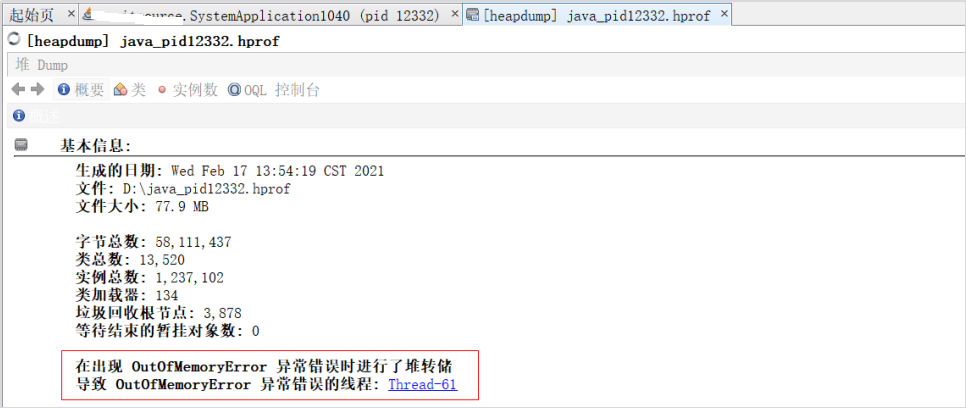 起始页 × source.SystemApplication1040 (pid 12332) × [heapdump] java_pid12332.hprof ×
[heapdump] java_pid12332.hprof
堆 Dump
概要 类 实例数 OQL 控制台
概述
基本信息:
生成的日期: Wed Feb 17 13:54:19 CST 2021
文件: D:\java_pid12332.hprof
文件大小: 77.9 MB
字节总数: 58,111,437
类总数: 13,520
实例总数: 1,237,102
类加载器: 134
垃圾回收根节点: 3,878
等待结束的暂挂对象数: 0
在出现 OutOfMemoryError 异常错误时进行了堆转储
导致 OutOfMemoryError 异常错误的线程: Thread-61